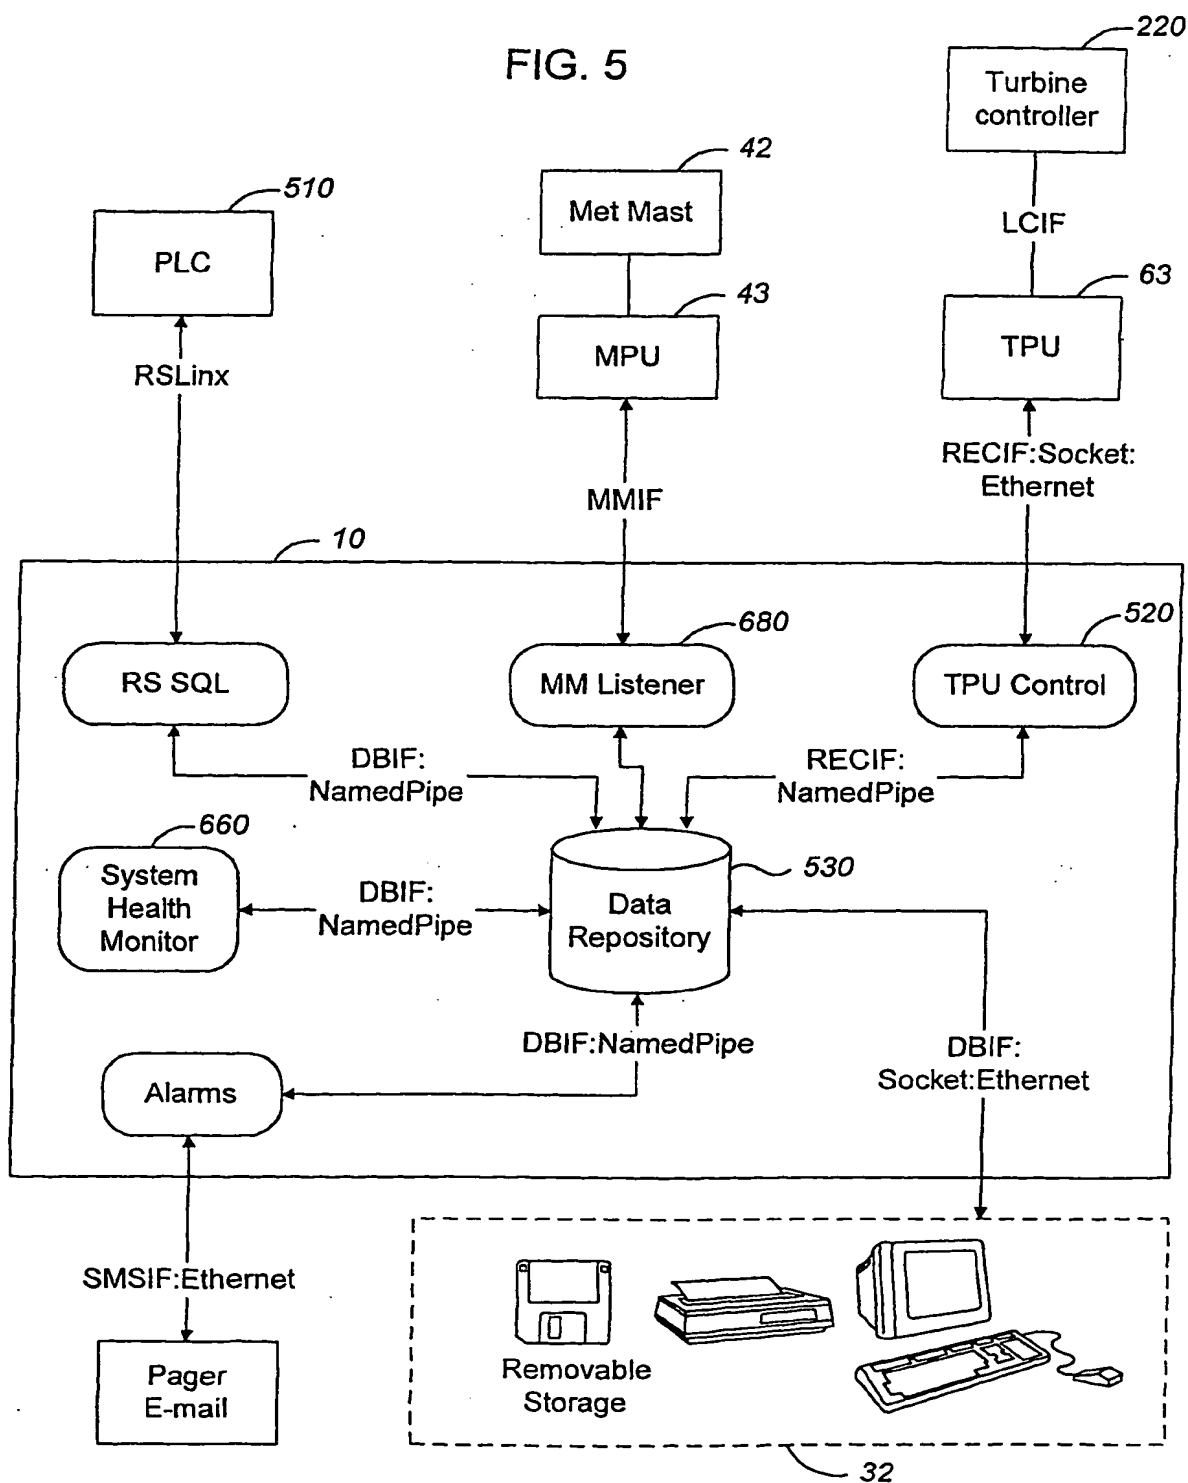 FIG. 5
220
Turbine
controller
42
Met Mast
510
PLC
LCIF
43
MPU
63
TPU
RSLinx
RECIF:Socket:
Ethernet
MMIF
10
RS SQL
680
MM Listener
520
TPU Control
DBIF:
NamedPipe
RECIF:
NamedPipe
660
System
Health
Monitor
DBIF:
NamedPipe
530
Data
Repository
DBIF:NamedPipe
DBIF:
Socket:Ethernet
Alarms
SMSIF:Ethernet
Pager
E-mail
Removable
Storage
32